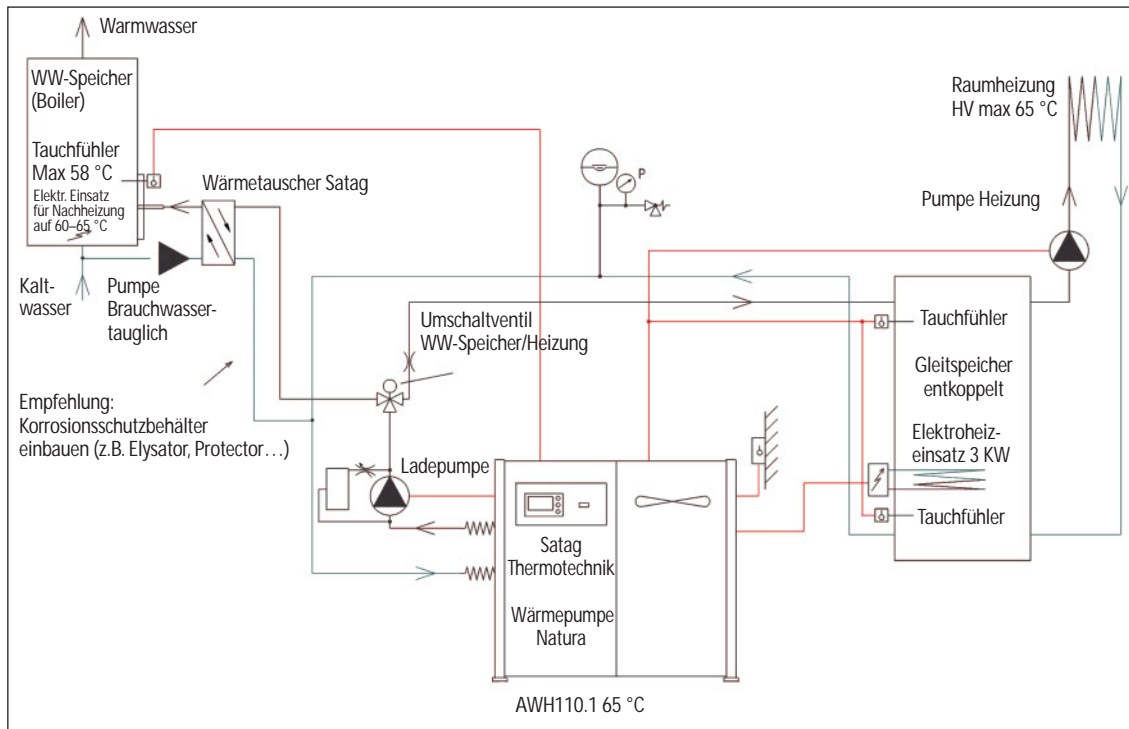 Warmwasser
WW-Speicher
(Boiler)
Tauchfühler
Max 58 °C
Elektr. Einsatz
für Nachheizung
auf 60–65 °C
Wärmetauscher Satag
Kalt-
wasser
Pumpe
Brauchwasser-
tauglich
Empfehlung:
Korrosionsschutzbehälter
einbauen (z.B. Elysator, Protector…)
P
Umschaltventil
WW-Speicher/Heizung
Ladepumpe
Satag
Thermotechnik
Wärmepumpe
Natura
AWH110.1 65 °C
Raumheizung
HV max 65 °C
Pumpe Heizung
Tauchfühler
Gleitspeicher
entkoppelt
Elektroheiz-
einsatz 3 KW
Tauchfühler